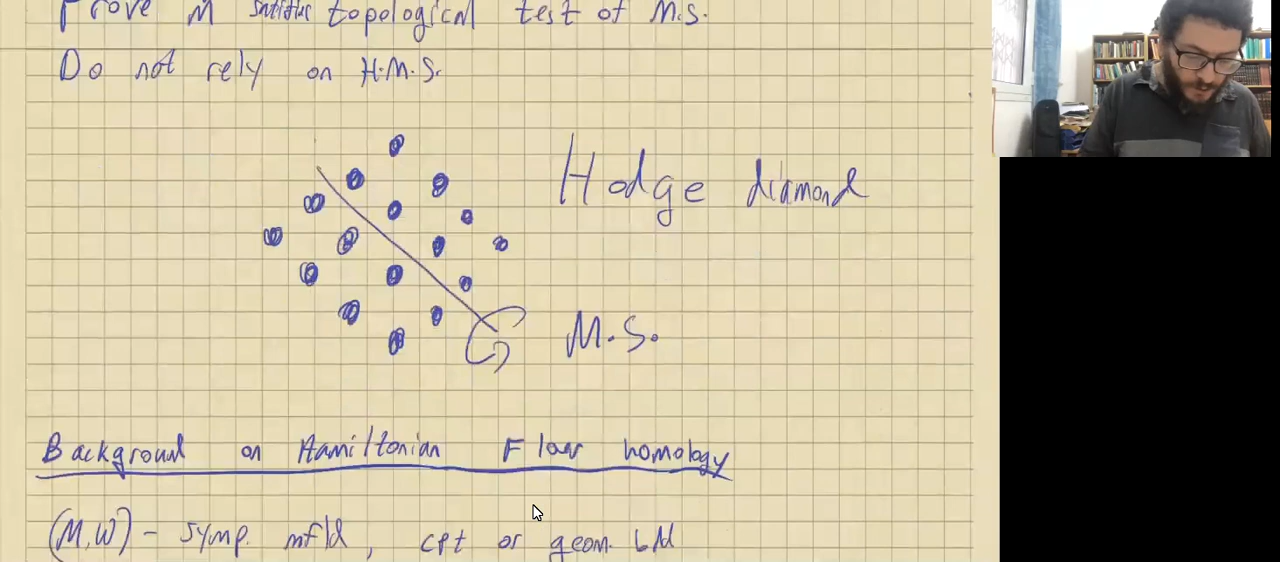 Prove M satisfies topological test of M.S.
Do not rely on H.M.S.
Hodge diamond
M.S.
Background on Hamiltonian Floer homology
(M,W) - symp. mfld, cpt or geom. bdd